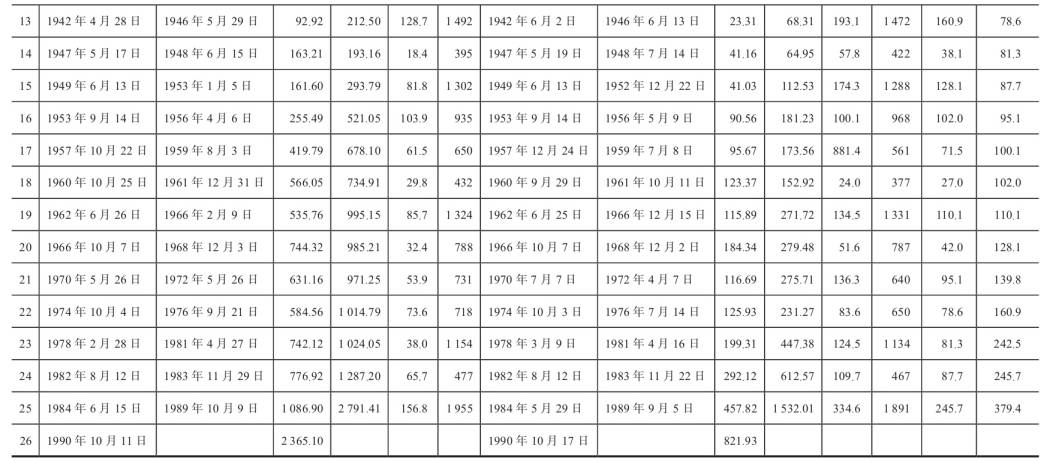 13 1942 年 4 月 28 日 1946 年 5 月 29 日 92.92 212.50 128.7 1 492 1942 年 6 月 2 日 1946 年 6 月 13 日 23.31 68.31 193.1 1 472 160.9 78.6
14 1947 年 5 月 17 日 1948 年 6 月 15 日 163.21 193.16 18.4 395 1947 年 5 月 19 日 1948 年 7 月 14 日 41.16 64.95 57.8 422 38.1 81.3
15 1949 年 6 月 13 日 1953 年 1 月 5 日 161.60 293.79 81.8 1 302 1949 年 6 月 13 日 1952 年 12 月 22 日 41.03 112.53 174.3 1 288 128.1 87.7
16 1953 年 9 月 14 日 1956 年 4 月 6 日 255.49 521.05 103.9 935 1953 年 9 月 14 日 1956 年 5 月 9 日 90.56 181.23 100.1 968 102.0 95.1
17 1957 年 10 月 22 日 1959 年 8 月 3 日 419.79 678.10 61.5 650 1957 年 12 月 24 日 1959 年 7 月 8 日 95.67 173.56 881.4 561 71.5 100.1
18 1960 年 10 月 25 日 1961 年 12 月 31 日 566.05 734.91 29.8 432 1960 年 9 月 29 日 1961 年 10 月 11 日 123.37 152.92 24.0 377 27.0 102.0
19 1962 年 6 月 26 日 1966 年 2 月 9 日 535.76 995.15 85.7 1 324 1962 年 6 月 25 日 1966 年 12 月 15 日 115.89 271.72 134.5 1 331 110.1 110.1
20 1966 年 10 月 7 日 1968 年 12 月 3 日 744.32 985.21 32.4 788 1966 年 10 月 7 日 1968 年 12 月 2 日 184.34 279.48 51.6 787 42.0 128.1
21 1970 年 5 月 26 日 1972 年 5 月 26 日 631.16 971.25 53.9 731 1970 年 7 月 7 日 1972 年 4 月 7 日 116.69 275.71 136.3 640 95.1 139.8
22 1974 年 10 月 4 日 1976 年 9 月 21 日 584.56 1 014.79 73.6 718 1974 年 10 月 3 日 1976 年 7 月 14 日 125.93 231.27 83.6 650 78.6 160.9
23 1978 年 2 月 28 日 1981 年 4 月 27 日 742.12 1 024.05 38.0 1 154 1978 年 3 月 9 日 1981 年 4 月 16 日 199.31 447.38 124.5 1 134 81.3 242.5
24 1982 年 8 月 12 日 1983 年 11 月 29 日 776.92 1 287.20 65.7 477 1982 年 8 月 12 日 1983 年 11 月 22 日 292.12 612.57 109.7 467 87.7 245.7
25 1984 年 6 月 15 日 1989 年 10 月 9 日 1 086.90 2 791.41 156.8 1 955 1984 年 5 月 29 日 1989 年 9 月 5 日 457.82 1 532.01 334.6 1 891 245.7 379.4
26 1990 年 10 月 11 日 2 365.10 1990 年 10 月 17 日 821.93